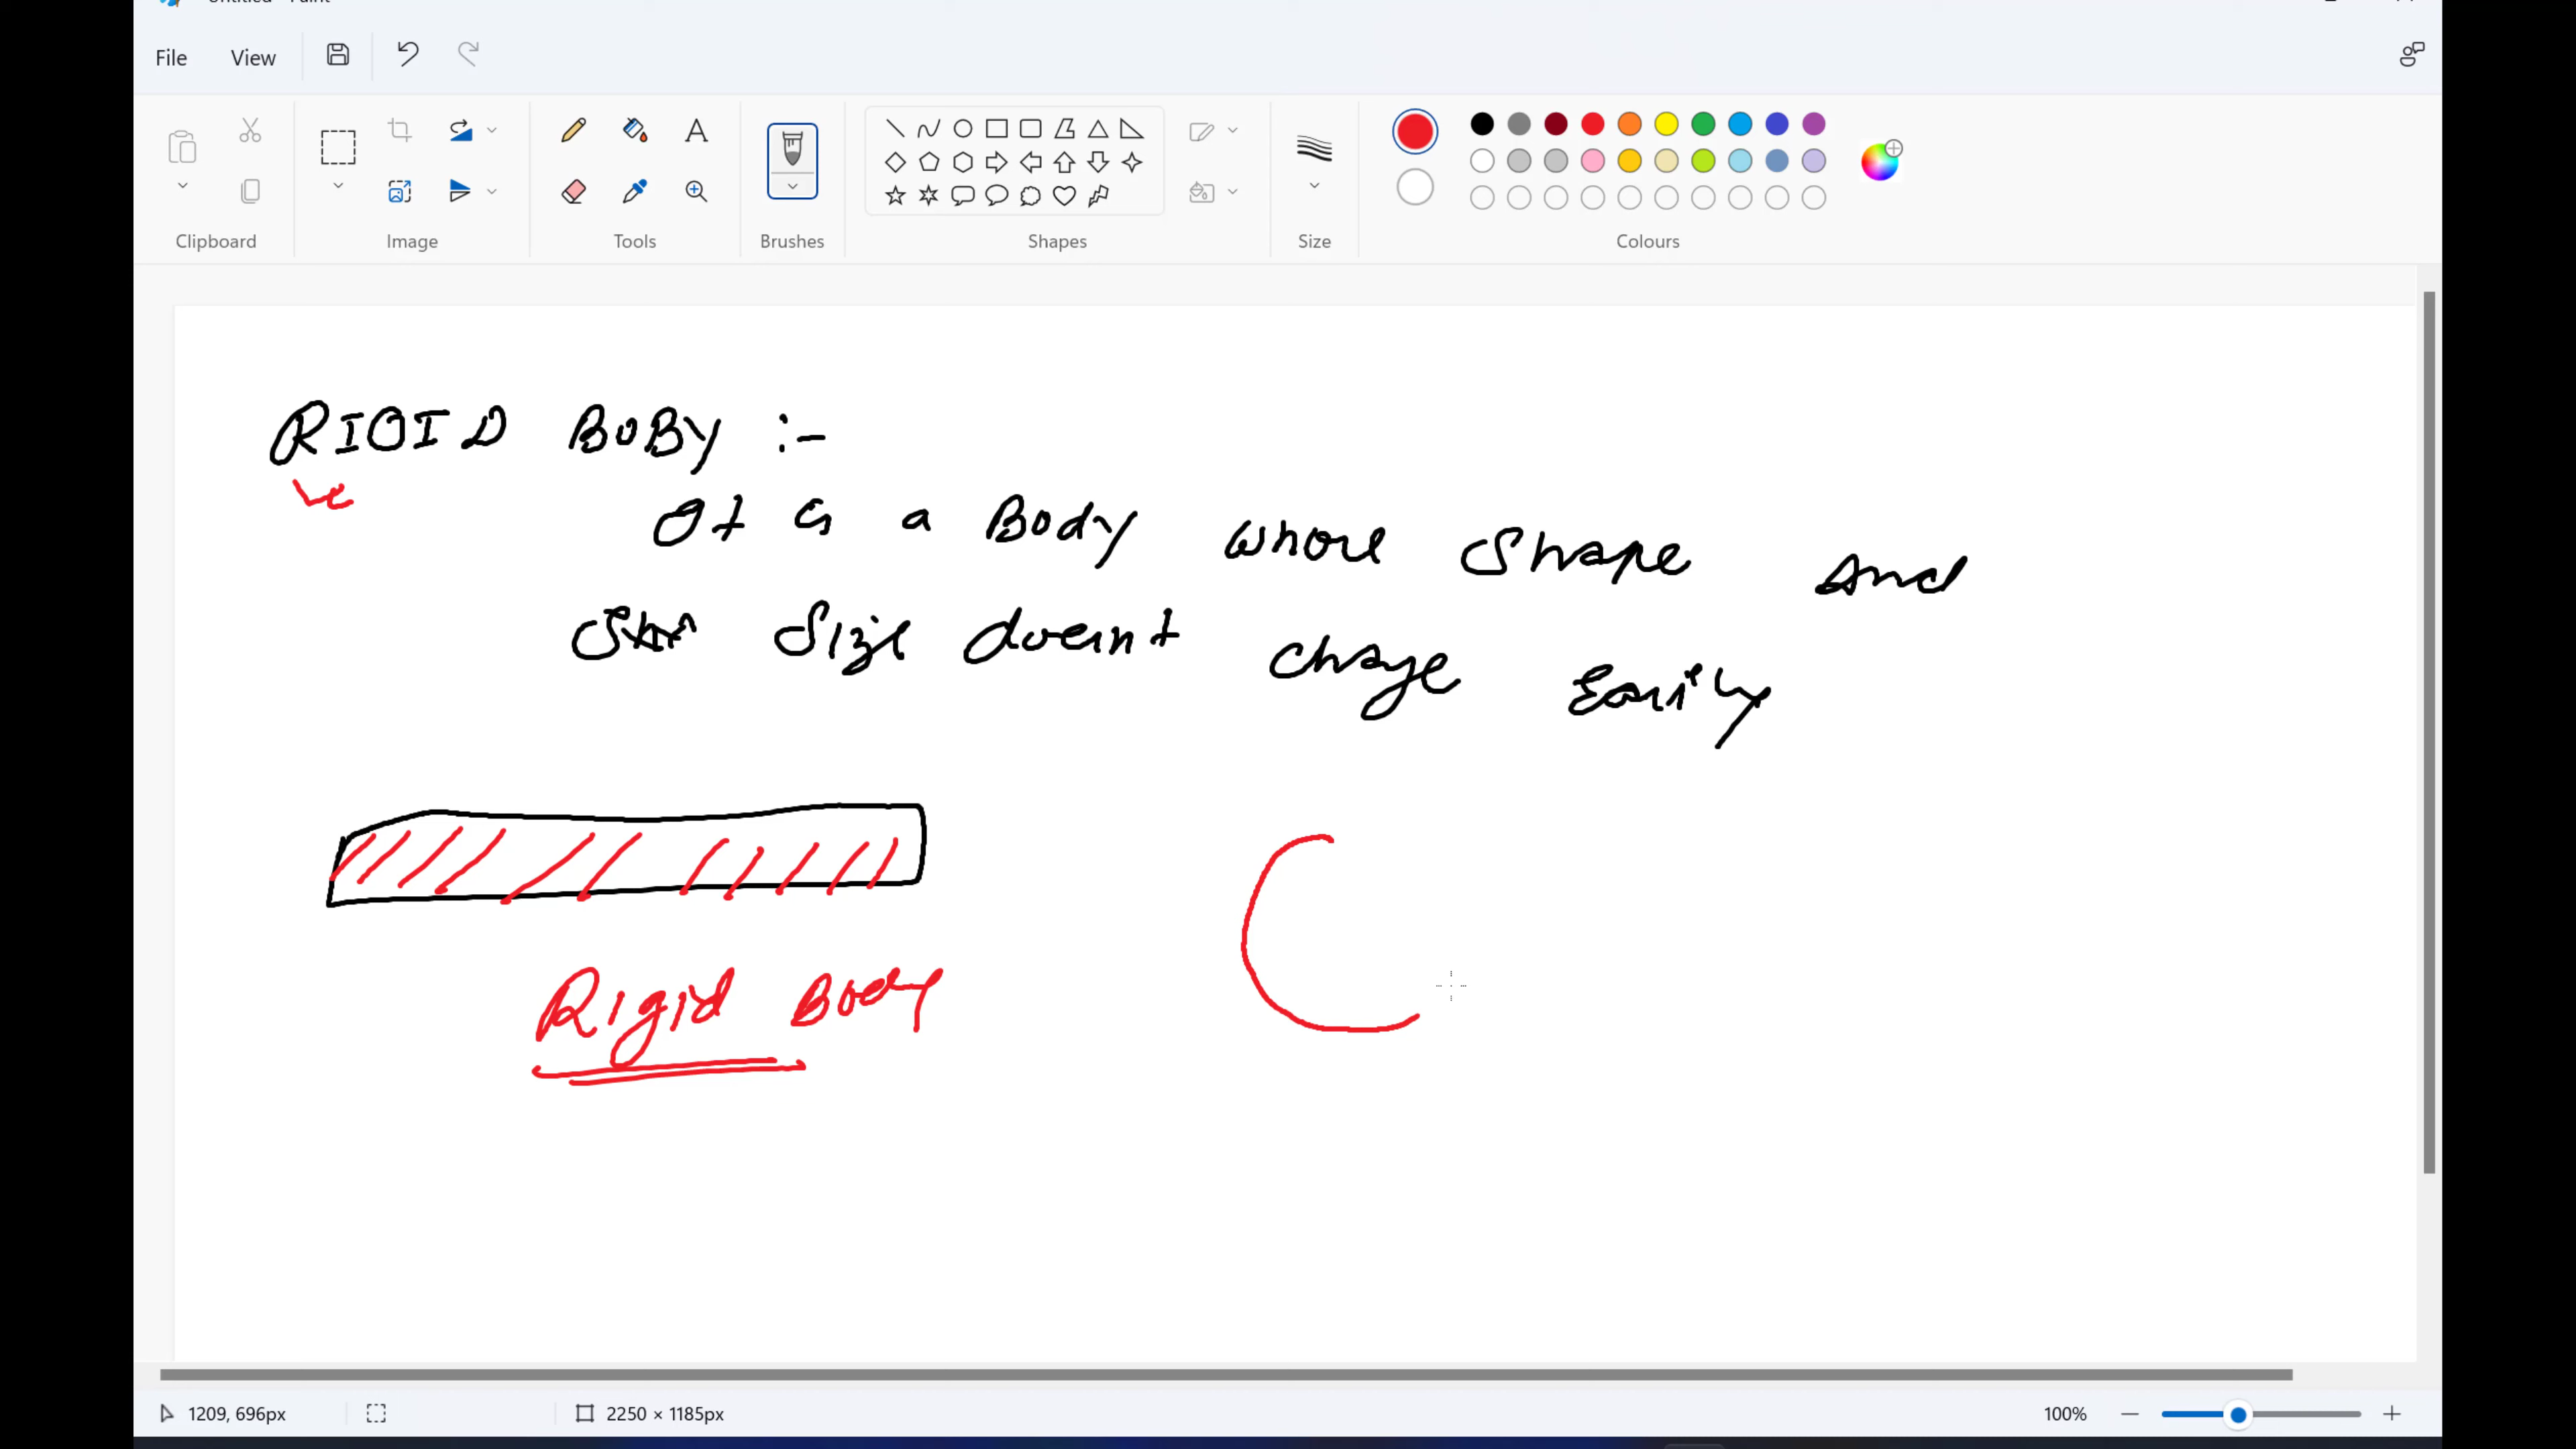 File View
Clipboard Image Tools Brushes Shapes Size Colours
RIGID BOBY :-
It is a Body whose Shape And
Size doesnt change Easily
Rigid Body
1209, 696px 2250 × 1185px 100%